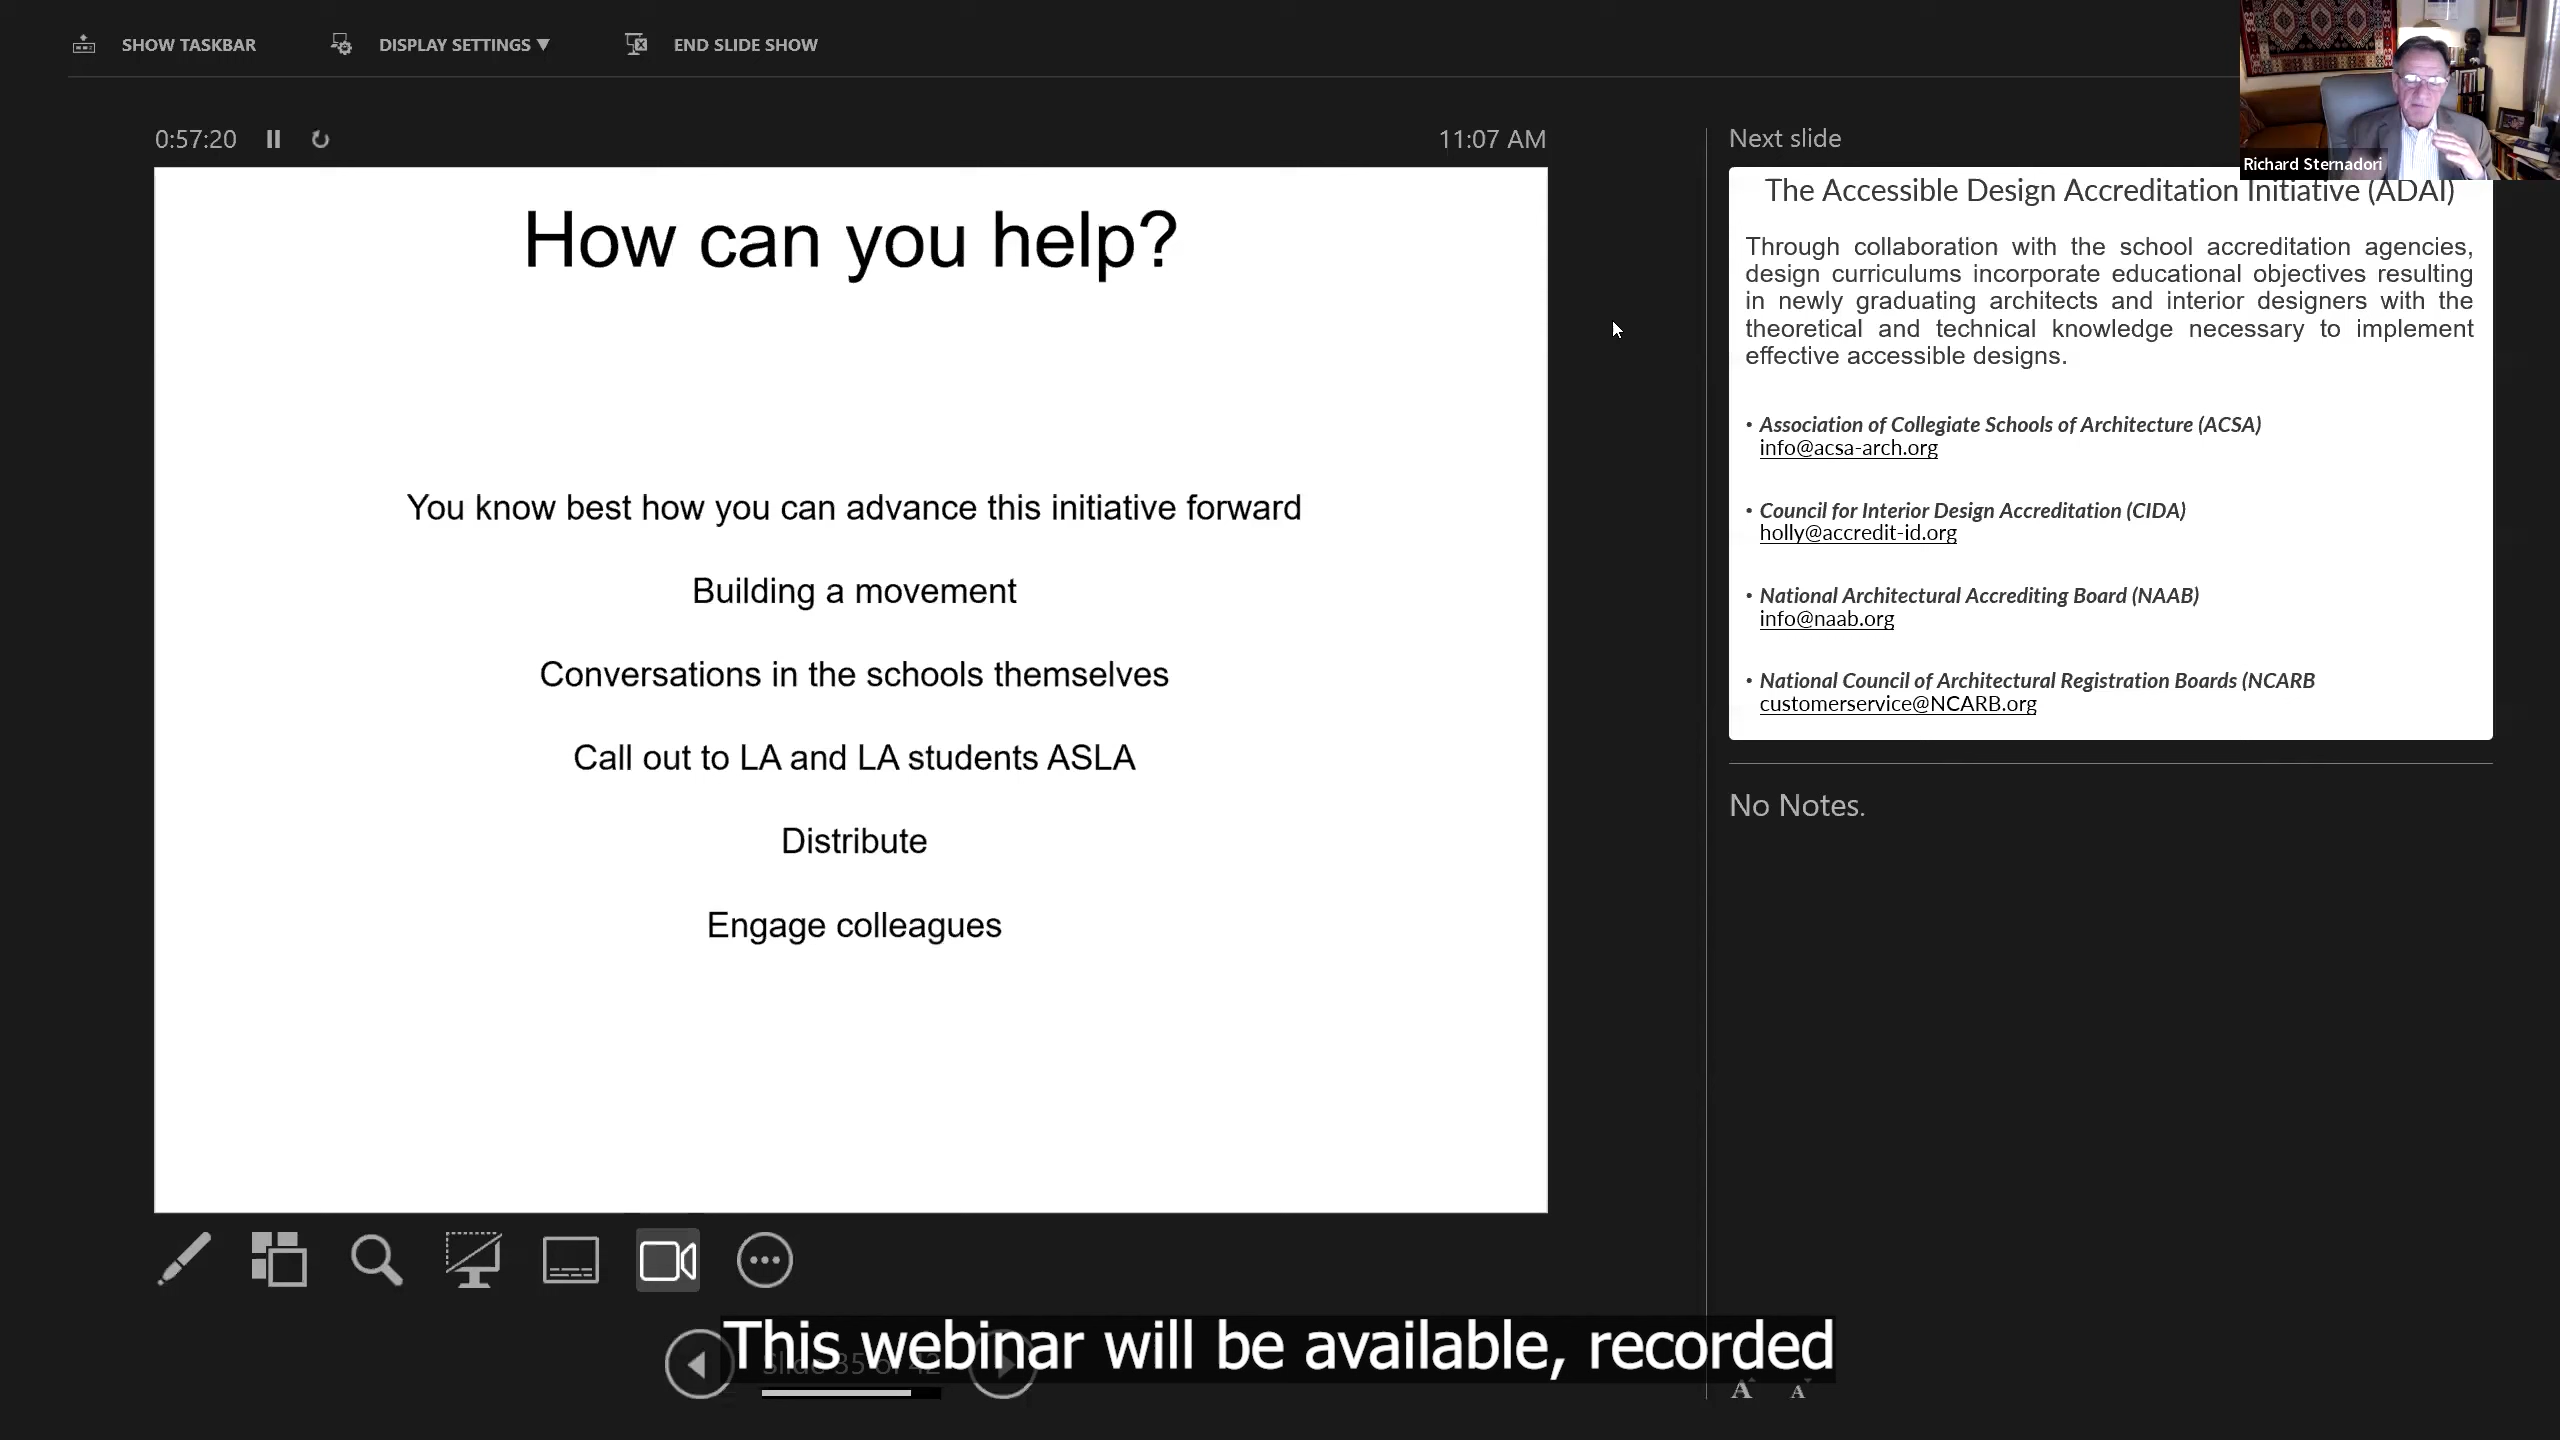 SHOW TASKBAR
DISPLAY SETTINGS ▼
END SLIDE SHOW
Richard Sternadori
0:57:20
11:07 AM
How can you help?
You know best how you can advance this initiative forward
Building a movement
Conversations in the schools themselves
Call out to LA and LA students ASLA
Distribute
Engage colleagues
Next slide
The Accessible Design Accreditation Initiative (ADAI)
Through collaboration with the school accreditation agencies,
design curriculums incorporate educational objectives resulting
in newly graduating architects and interior designers with the
theoretical and technical knowledge necessary to implement
effective accessible designs.
• Association of Collegiate Schools of Architecture (ACSA)
info@acsa-arch.org
• Council for Interior Design Accreditation (CIDA)
holly@accredit-id.org
• National Architectural Accrediting Board (NAAB)
info@naab.org
• National Council of Architectural Registration Boards (NCARB
customerservice@NCARB.org
No Notes.
Slide 35 of 42
This webinar will be available, recorded
A A